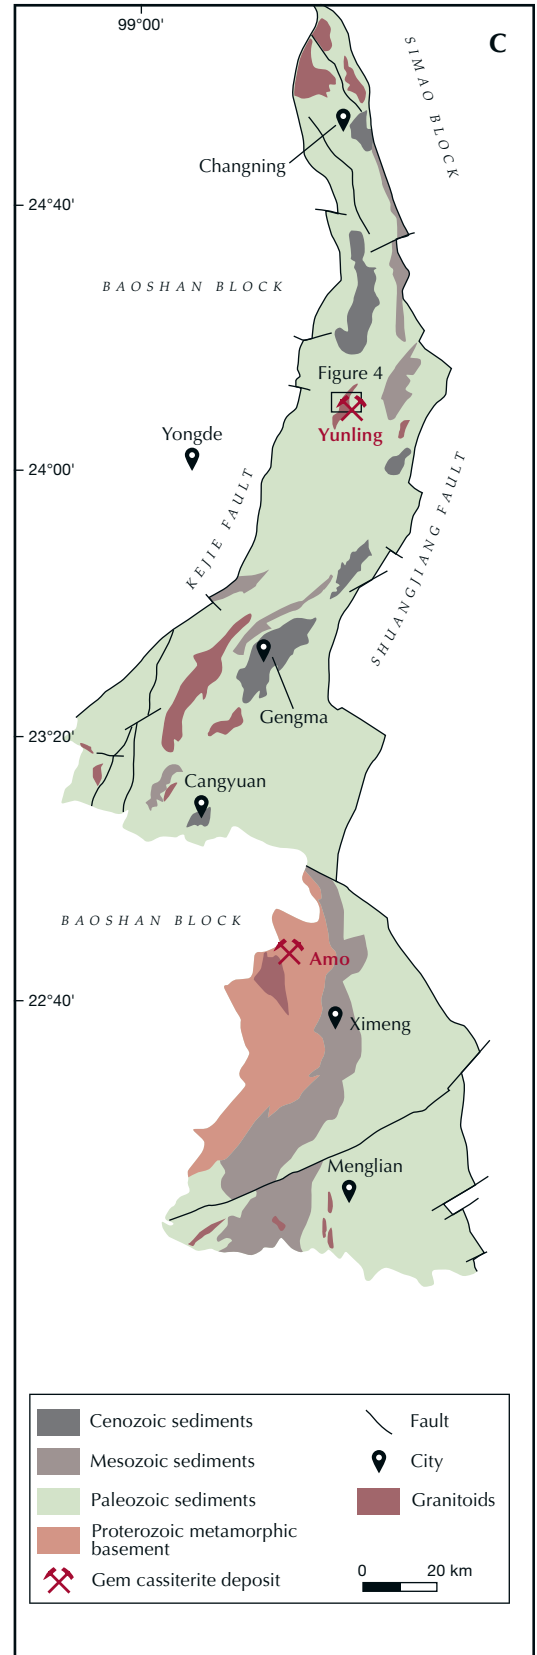 99°00'
C
SIMAO BLOCK
Changning
24°40'
BAOSHAN BLOCK
Figure 4
Yunling
Yongde
24°00'
KEJIE FAULT
SHUANGJIANG FAULT
Gengma
23°20'
Cangyuan
BAOSHAN BLOCK
Amo
22°40'
Ximeng
Menglian
Cenozoic sediments
Mesozoic sediments
Paleozoic sediments
Proterozoic metamorphic
basement
Gem cassiterite deposit
Fault
City
Granitoids
0 20 km